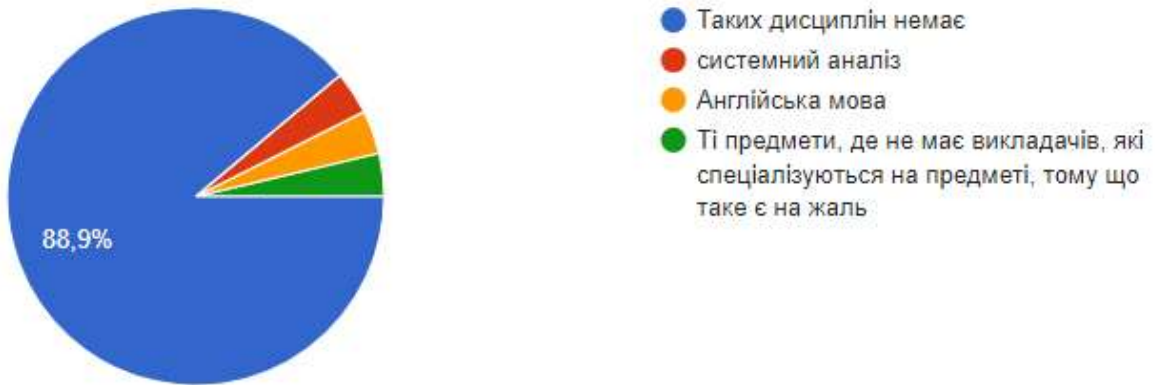 Таких дисциплін немає
системний аналіз
Англійська мова
Ті предмети, де не має викладачів, які
спеціалізуються на предметі, тому що
таке є на жаль
88,9%